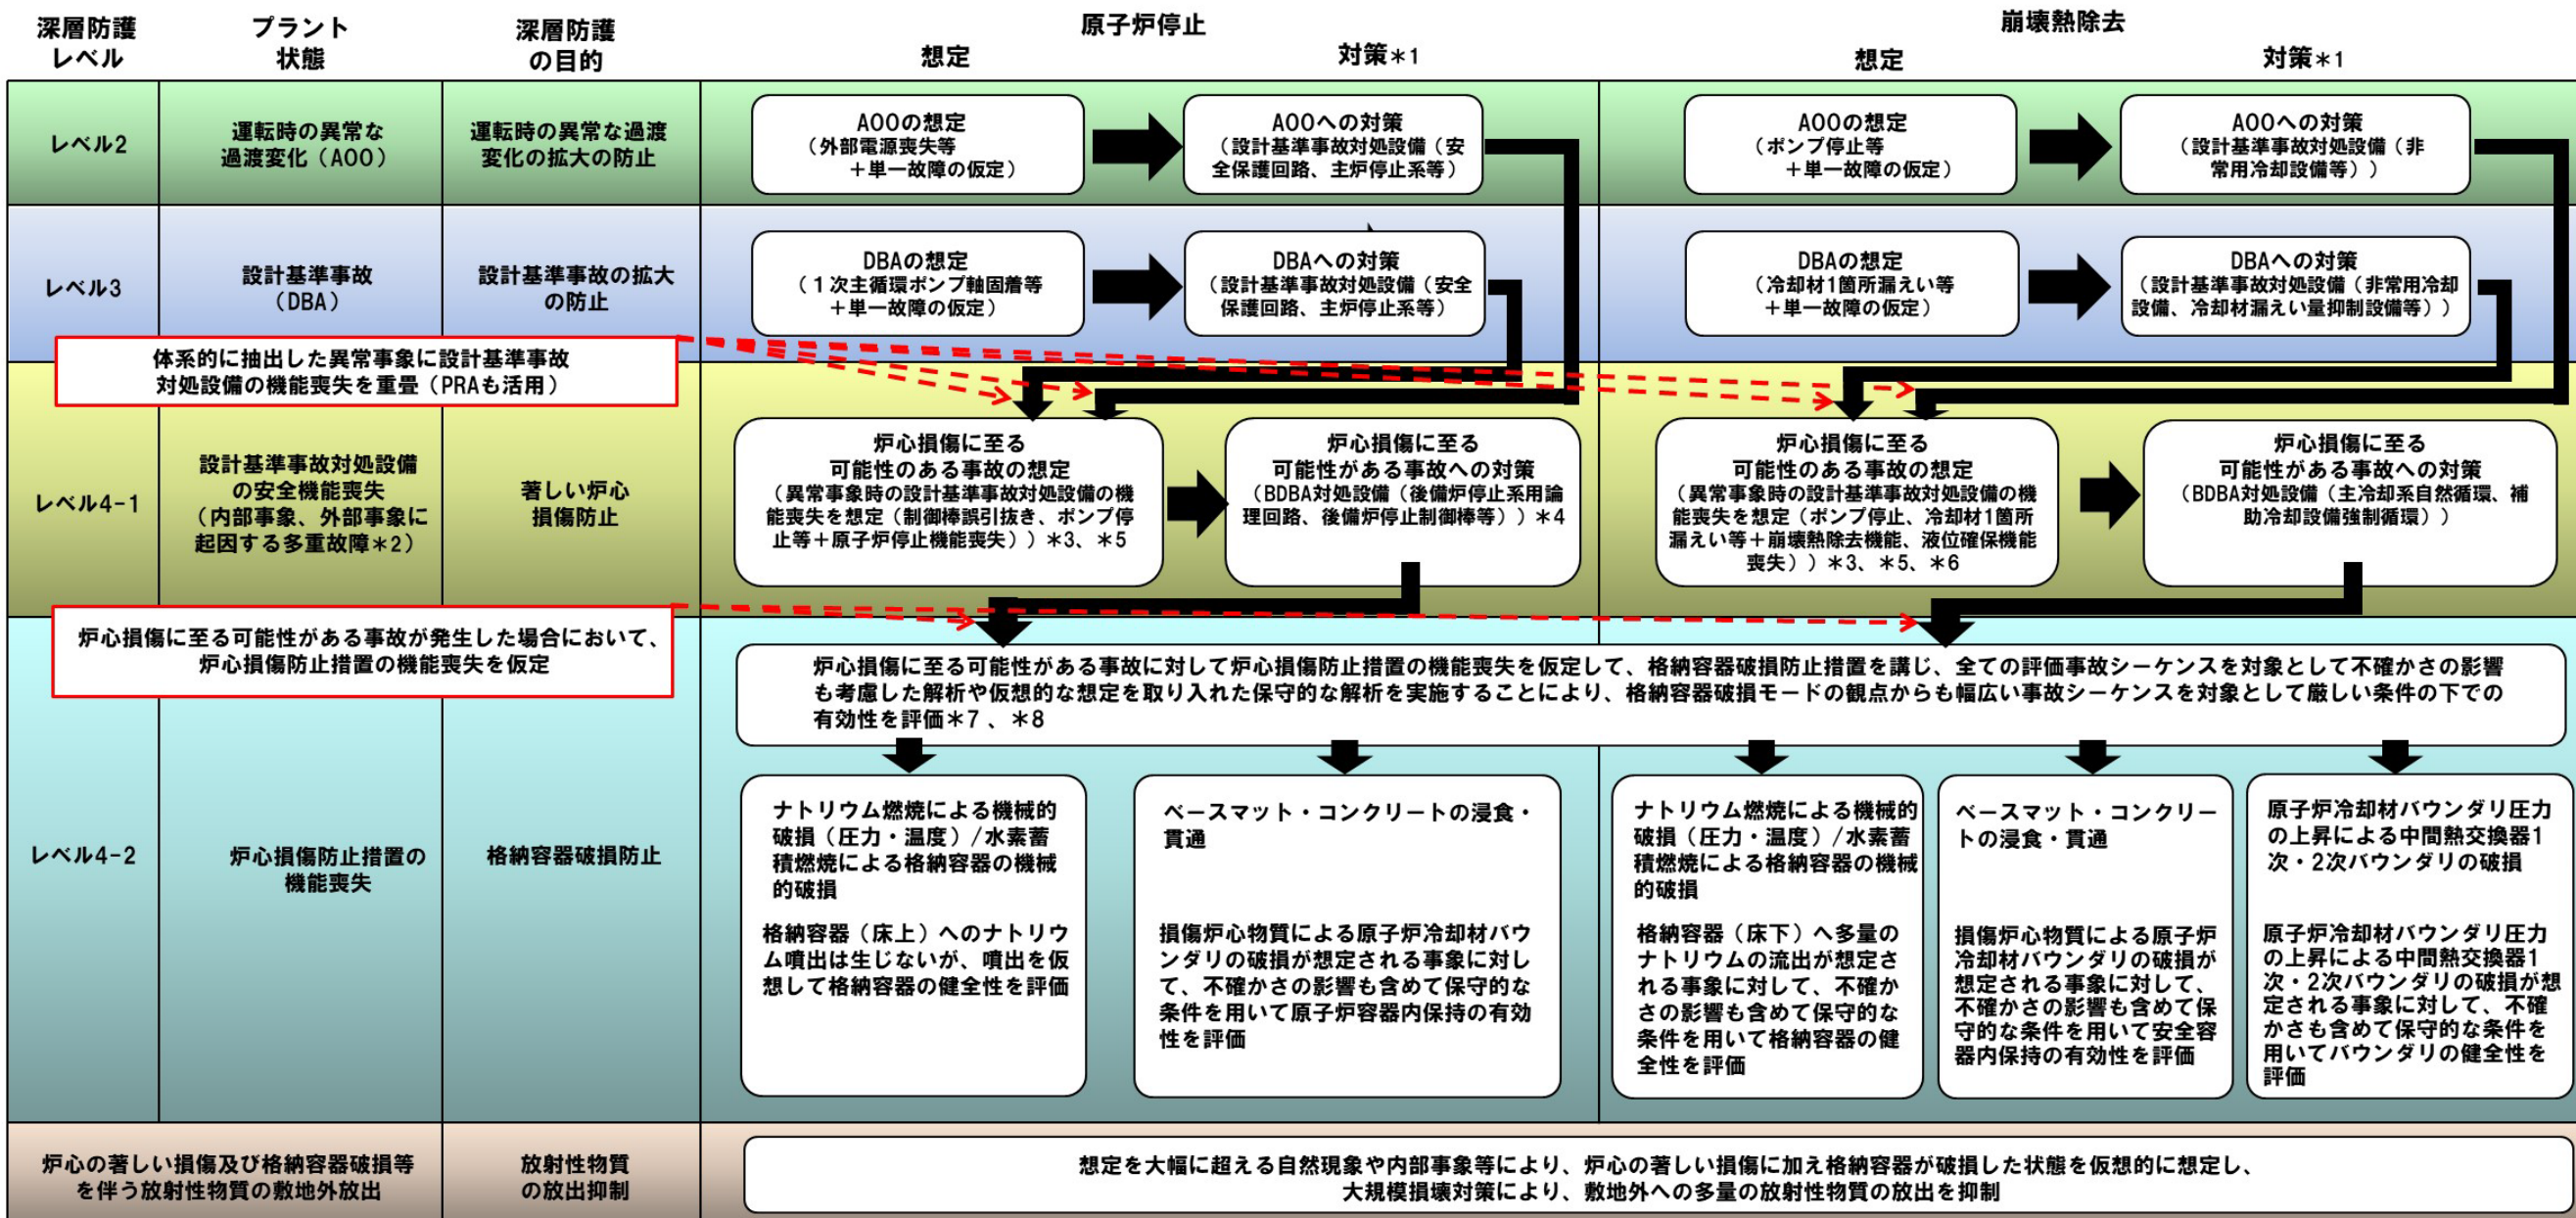 深層防護
レベル
プラント
状態
深層防護
の目的
原子炉停止
想定
対策＊1
崩壊熱除去
想定
対策＊1
レベル2
運転時の異常な
過渡変化（AOO）
運転時の異常な過渡
変化の拡大の防止
AOOの想定
（外部電源喪失等
＋単一故障の仮定）
AOOへの対策
（設計基準事故対処設備（安
全保護回路、主炉停止系等）
AOOの想定
（ポンプ停止等
＋単一故障の仮定）
AOOへの対策
（設計基準事故対処設備（非
常用冷却設備等））
レベル3
設計基準事故
（DBA）
設計基準事故の拡大
の防止
DBAの想定
（１次主循環ポンプ軸固着等
＋単一故障の仮定）
DBAへの対策
（設計基準事故対処設備（安全
保護回路、主炉停止系等）
DBAの想定
（冷却材1箇所漏えい等
＋単一故障の仮定）
DBAへの対策
（設計基準事故対処設備（非常用冷却
設備、冷却材漏えい量抑制設備等））
体系的に抽出した異常事象に設計基準事故
対処設備の機能喪失を重畳（PRAも活用）
レベル4-1
設計基準事故対処設備
の安全機能喪失
（内部事象、外部事象に
起因する多重故障＊2）
著しい炉心
損傷防止
炉心損傷に至る
可能性のある事故の想定
（異常事象時の設計基準事故対処設備の機
能喪失を想定（制御棒誤引抜き、ポンプ停
止等＋原子炉停止機能喪失））＊3、＊5
炉心損傷に至る
可能性がある事故への対策
（BDBA対処設備（後備炉停止系用論
理回路、後備炉停止制御棒等））＊4
炉心損傷に至る
可能性のある事故の想定
（異常事象時の設計基準事故対処設備の機
能喪失を想定（ポンプ停止、冷却材1箇所
漏えい等＋崩壊熱除去機能、液位確保機能
喪失））＊3、＊5、＊6
炉心損傷に至る
可能性がある事故への対策
（BDBA対処設備（主冷却系自然循環、補
助冷却設備強制循環））
炉心損傷に至る可能性がある事故が発生した場合において、
炉心損傷防止措置の機能喪失を仮定
レベル4-2
炉心損傷防止措置の
機能喪失
格納容器破損防止
炉心損傷に至る可能性がある事故に対して炉心損傷防止措置の機能喪失を仮定して、格納容器破損防止措置を講じ、全ての評価事故シーケンスを対象として不確かさの影響
も考慮した解析や仮想的な想定を取り入れた保守的な解析を実施することにより、格納容器破損モードの観点からも幅広い事故シーケンスを対象として厳しい条件の下での
有効性を評価＊7 、＊8
ナトリウム燃焼による機械的
破損（圧力・温度）/水素蓄
積燃焼による格納容器の機械
的破損
格納容器（床上）へのナトリウ
ム噴出は生じないが、噴出を仮
想して格納容器の健全性を評価
ベースマット・コンクリートの浸食・
貫通
損傷炉心物質による原子炉冷却材バウ
ンダリの破損が想定される事象に対し
て、不確かさの影響も含めて保守的な
条件を用いて原子炉容器内保持の有効
性を評価
ナトリウム燃焼による機械的
破損（圧力・温度）/水素蓄
積燃焼による格納容器の機械
的破損
格納容器（床下）へ多量の
ナトリウムの流出が想定さ
れる事象に対して、不確か
さの影響も含めて保守的な
条件を用いて格納容器の健
全性を評価
ベースマット・コンクリー
トの浸食・貫通
損傷炉心物質による原子炉
冷却材バウンダリの破損が
想定される事象に対して、
不確かさの影響も含めて保
守的な条件を用いて安全容
器内保持の有効性を評価
原子炉冷却材バウンダリ圧力
の上昇による中間熱交換器1
次・2次バウンダリの破損
原子炉冷却材バウンダリ圧力
の上昇による中間熱交換器1
次・2次バウンダリの破損が想
定される事象に対して、不確
かさも含めて保守的な条件を
用いてバウンダリの健全性を
評価
炉心の著しい損傷及び格納容器破損等
を伴う放射性物質の敷地外放出
放射性物質
の放出抑制
想定を大幅に超える自然現象や内部事象等により、炉心の著しい損傷に加え格納容器が破損した状態を仮想的に想定し、
大規模損壊対策により、敷地外への多量の放射性物質の放出を抑制